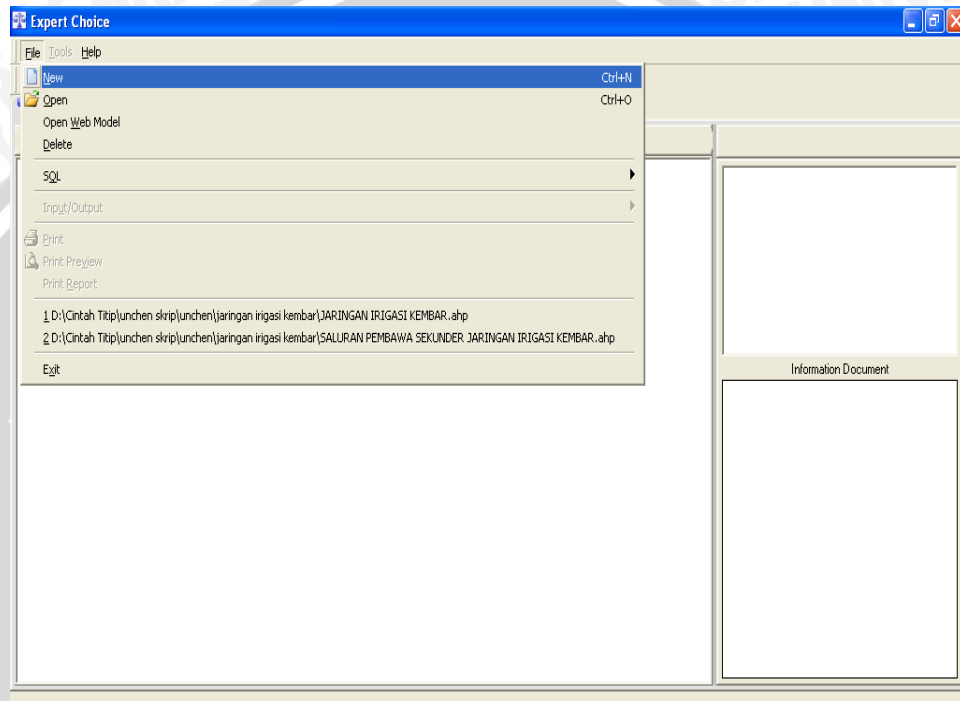 Expert Choice
File Tools Help
New Ctrl+N
Open Ctrl+O
Open Web Model
Delete
SQL
Input/Output
Print
Print Preview
Print Report
1 D:\Cintah Titip\unchen skrip\unchen\jaringan irigasi kembar\JARINGAN IRIGASI KEMBAR.ahp
2 D:\Cintah Titip\unchen skrip\unchen\jaringan irigasi kembar\SALURAN PEMBAWA SEKUNDER JARINGAN IRIGASI KEMBAR.ahp
Exit
Information Document